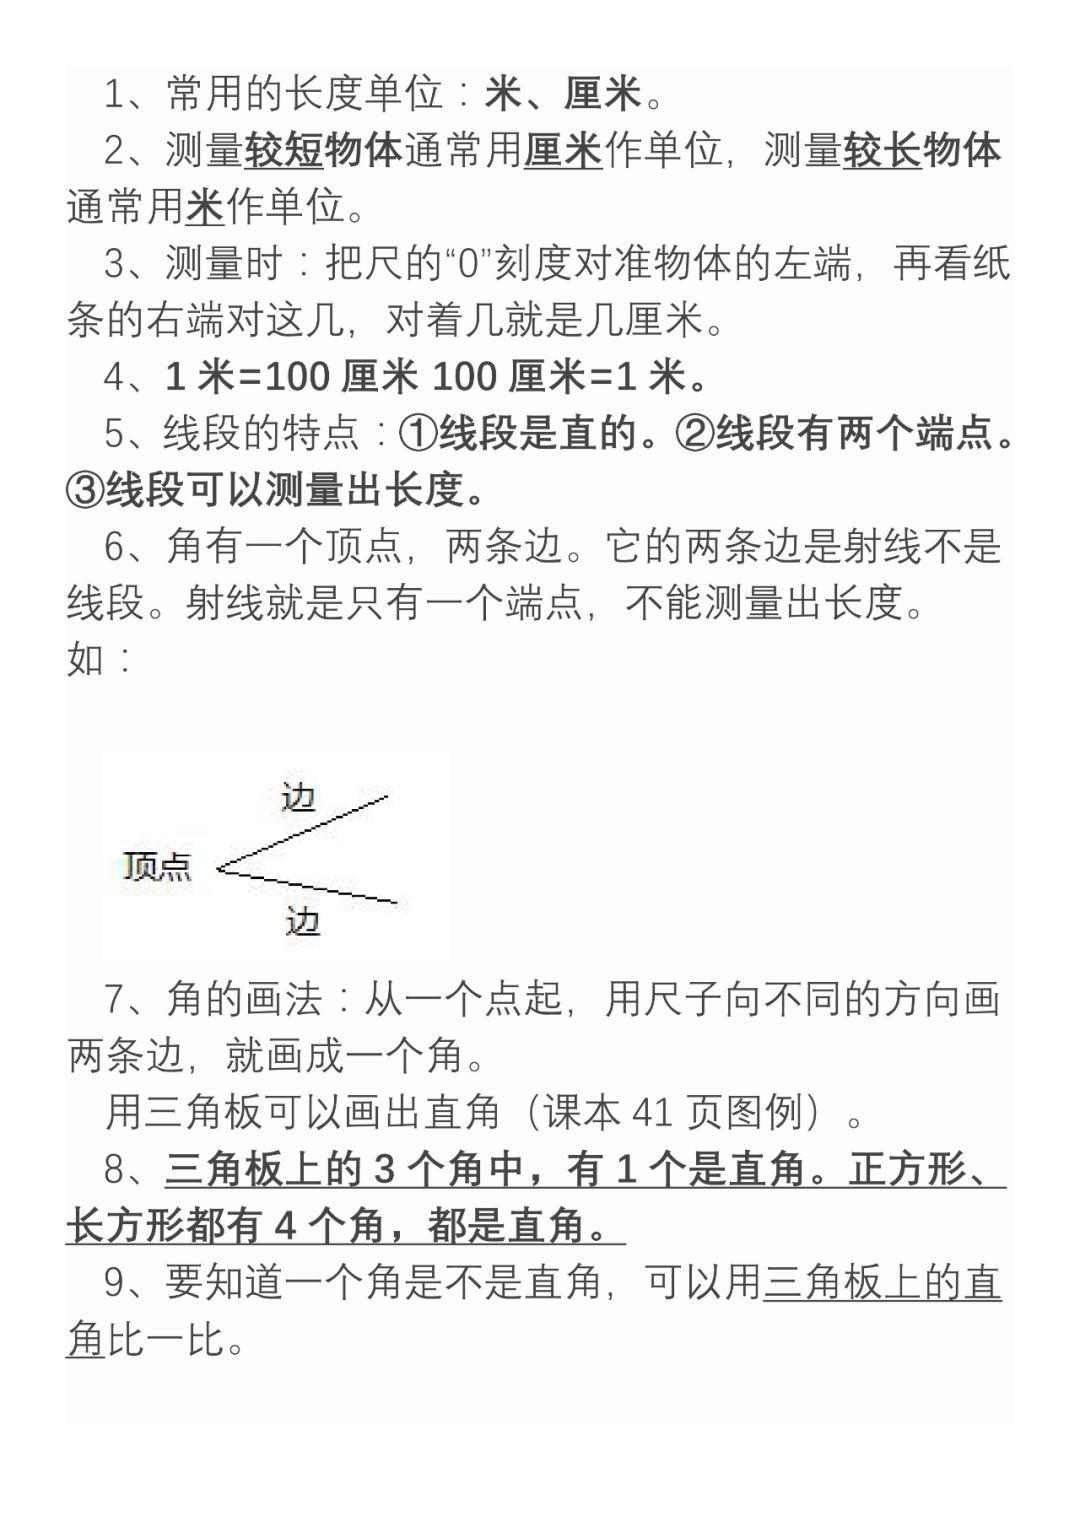 1、常用的长度单位：米、厘米。
2、测量较短物体通常用厘米作单位，测量较长物体
通常用米作单位。
3、测量时：把尺的“0”刻度对准物体的左端，再看纸
条的右端对这几，对着几就是几厘米。
4、1 米=100 厘米 100 厘米=1 米。
5、线段的特点：①线段是直的。②线段有两个端点。
③线段可以测量出长度。
6、角有一个顶点，两条边。它的两条边是射线不是
线段。射线就是只有一个端点，不能测量出长度。
如：
边
顶点
边
7、角的画法：从一个点起，用尺子向不同的方向画
两条边，就画成一个角。
用三角板可以画出直角（课本 41 页图例）。
8、三角板上的 3 个角中，有 1 个是直角。正方形、
长方形都有 4 个角，都是直角。
9、要知道一个角是不是直角，可以用三角板上的直
角比一比。